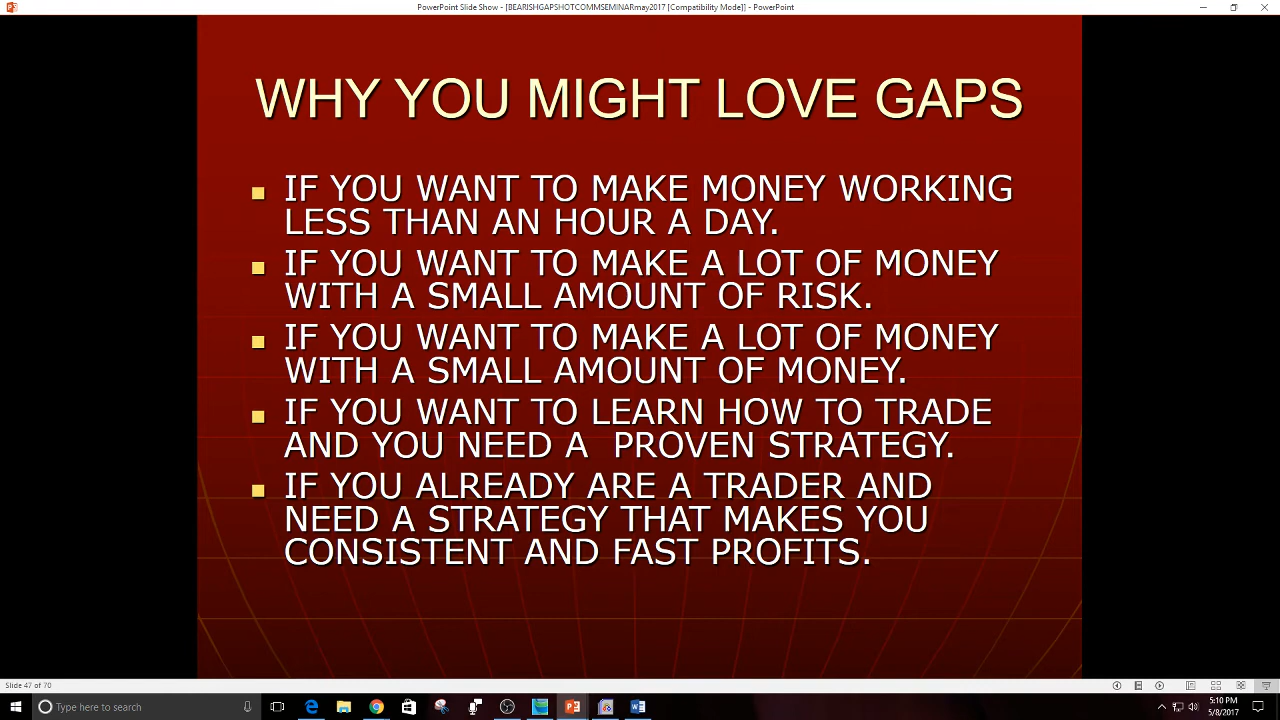 PowerPoint Slide Show - [BEARISHGAPSHOTCOMMSEMINARmay2017 [Compatibility Mode]] - PowerPoint
WHY YOU MIGHT LOVE GAPS
IF YOU WANT TO MAKE MONEY WORKING
LESS THAN AN HOUR A DAY.
IF YOU WANT TO MAKE A LOT OF MONEY
WITH A SMALL AMOUNT OF RISK.
IF YOU WANT TO MAKE A LOT OF MONEY
WITH A SMALL AMOUNT OF MONEY.
IF YOU WANT TO LEARN HOW TO TRADE
AND YOU NEED A  PROVEN STRATEGY.
IF YOU ALREADY ARE A TRADER AND
NEED A STRATEGY THAT MAKES YOU
CONSISTENT AND FAST PROFITS.
Slide 47 of 70
Type here to search
5:10 PM
5/8/2017